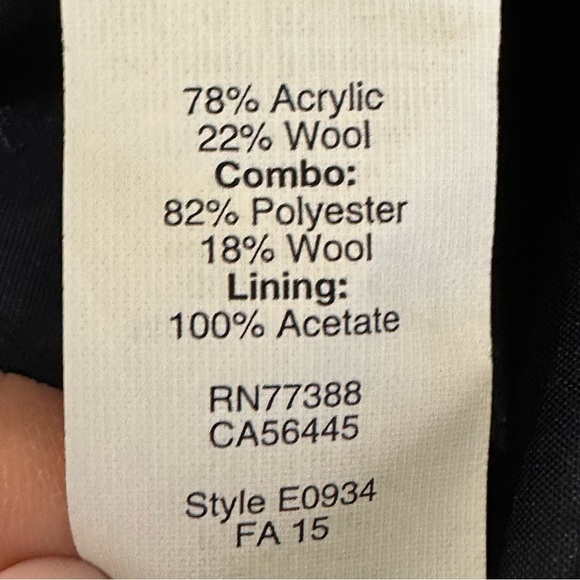 78% Acrylic
22% Wool
Combo:
82% Polyester
18% Wool
Lining:
100% Acetate
RN77388
CA56445
Style E0934
FA 15